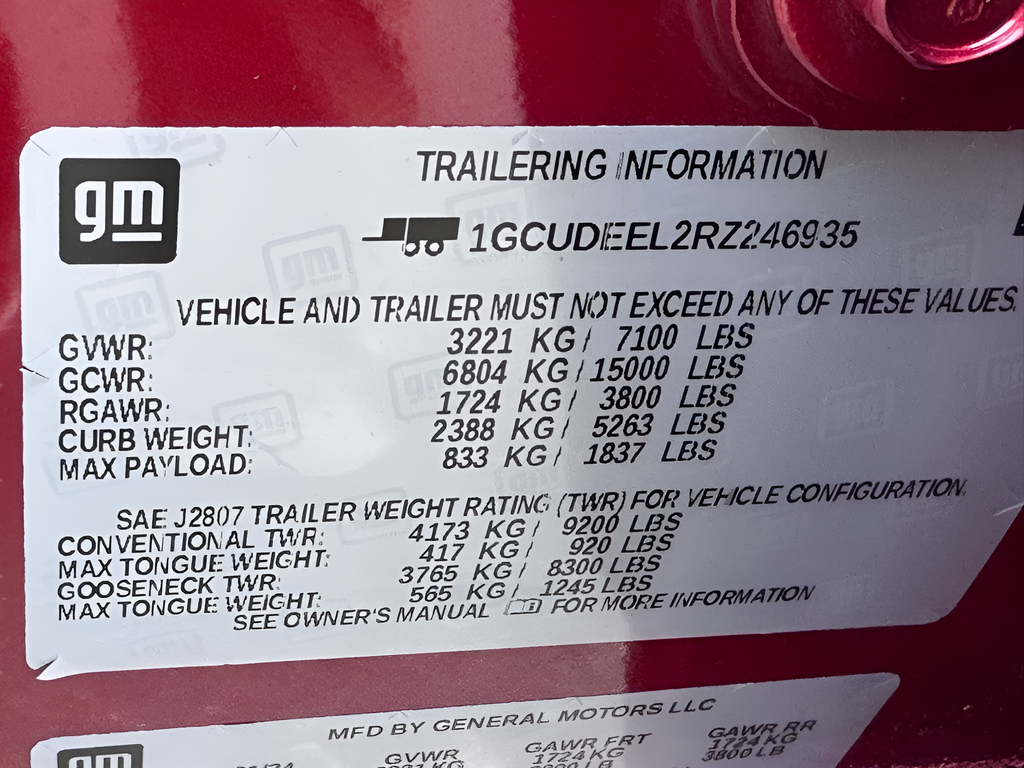 gm
TRAILERING INFORMATION
1GCUDEEL2RZ246935
VEHICLE AND TRAILER MUST NOT EXCEED ANY OF THESE VALUES.
GVWR: 3221 KG / 7100 LBS
GCWR: 6804 KG / 15000 LBS
RGAWR: 1724 KG / 3800 LBS
CURB WEIGHT: 2388 KG / 5263 LBS
MAX PAYLOAD: 833 KG / 1837 LBS
SAE J2807 TRAILER WEIGHT RATING (TWR) FOR VEHICLE CONFIGURATION.
CONVENTIONAL TWR: 4173 KG / 9200 LBS
MAX TONGUE WEIGHT: 417 KG / 920 LBS
GOOSENECK TWR: 3765 KG / 8300 LBS
MAX TONGUE WEIGHT: 565 KG / 1245 LBS
SEE OWNER'S MANUAL FOR MORE INFORMATION
MFD BY GENERAL MOTORS LLC
gm
GVWR GAWR FRT GAWR RR
1724 KG 1724 KG
3800 LB